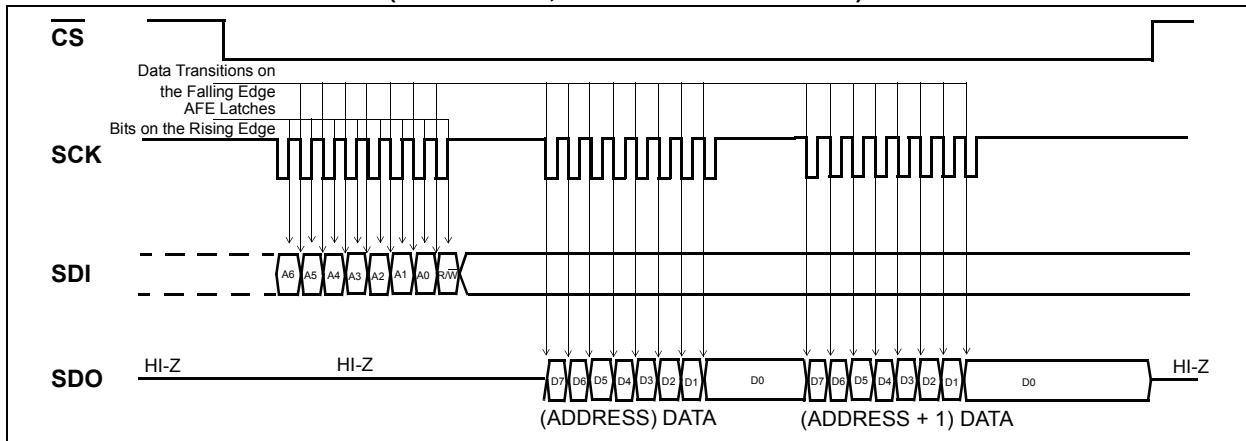 CS
Data Transitions on
the Falling Edge
AFE Latches
Bits on the Rising Edge
SCK
SDI
A6 A5 A4 A3 A2 A1 A0 R/W
SDO
HI-Z HI-Z D7 D6 D5 D4 D3 D2 D1 D0 D7 D6 D5 D4 D3 D2 D1 D0 HI-Z
(ADDRESS) DATA (ADDRESS + 1) DATA